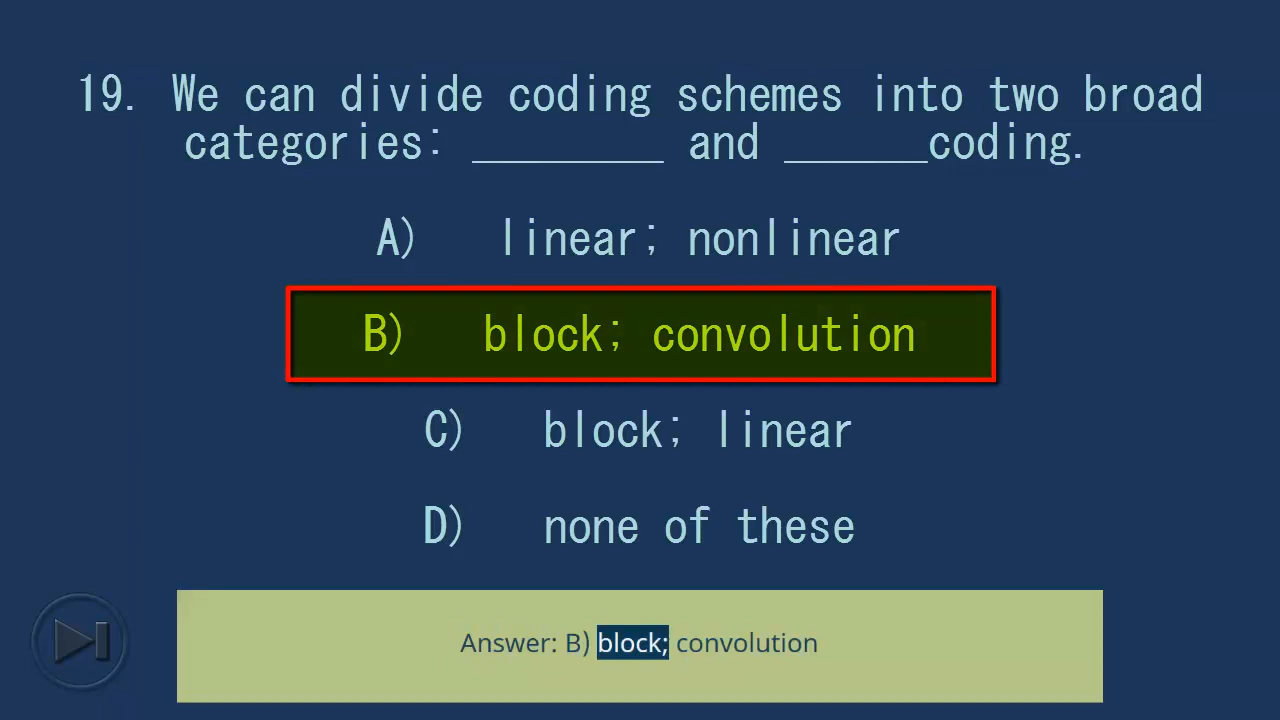 19. We can divide coding schemes into two broad
categories: ________ and ______coding.
A) linear; nonlinear
B) block; convolution
C) block; linear
D) none of these
Answer: B) block; convolution